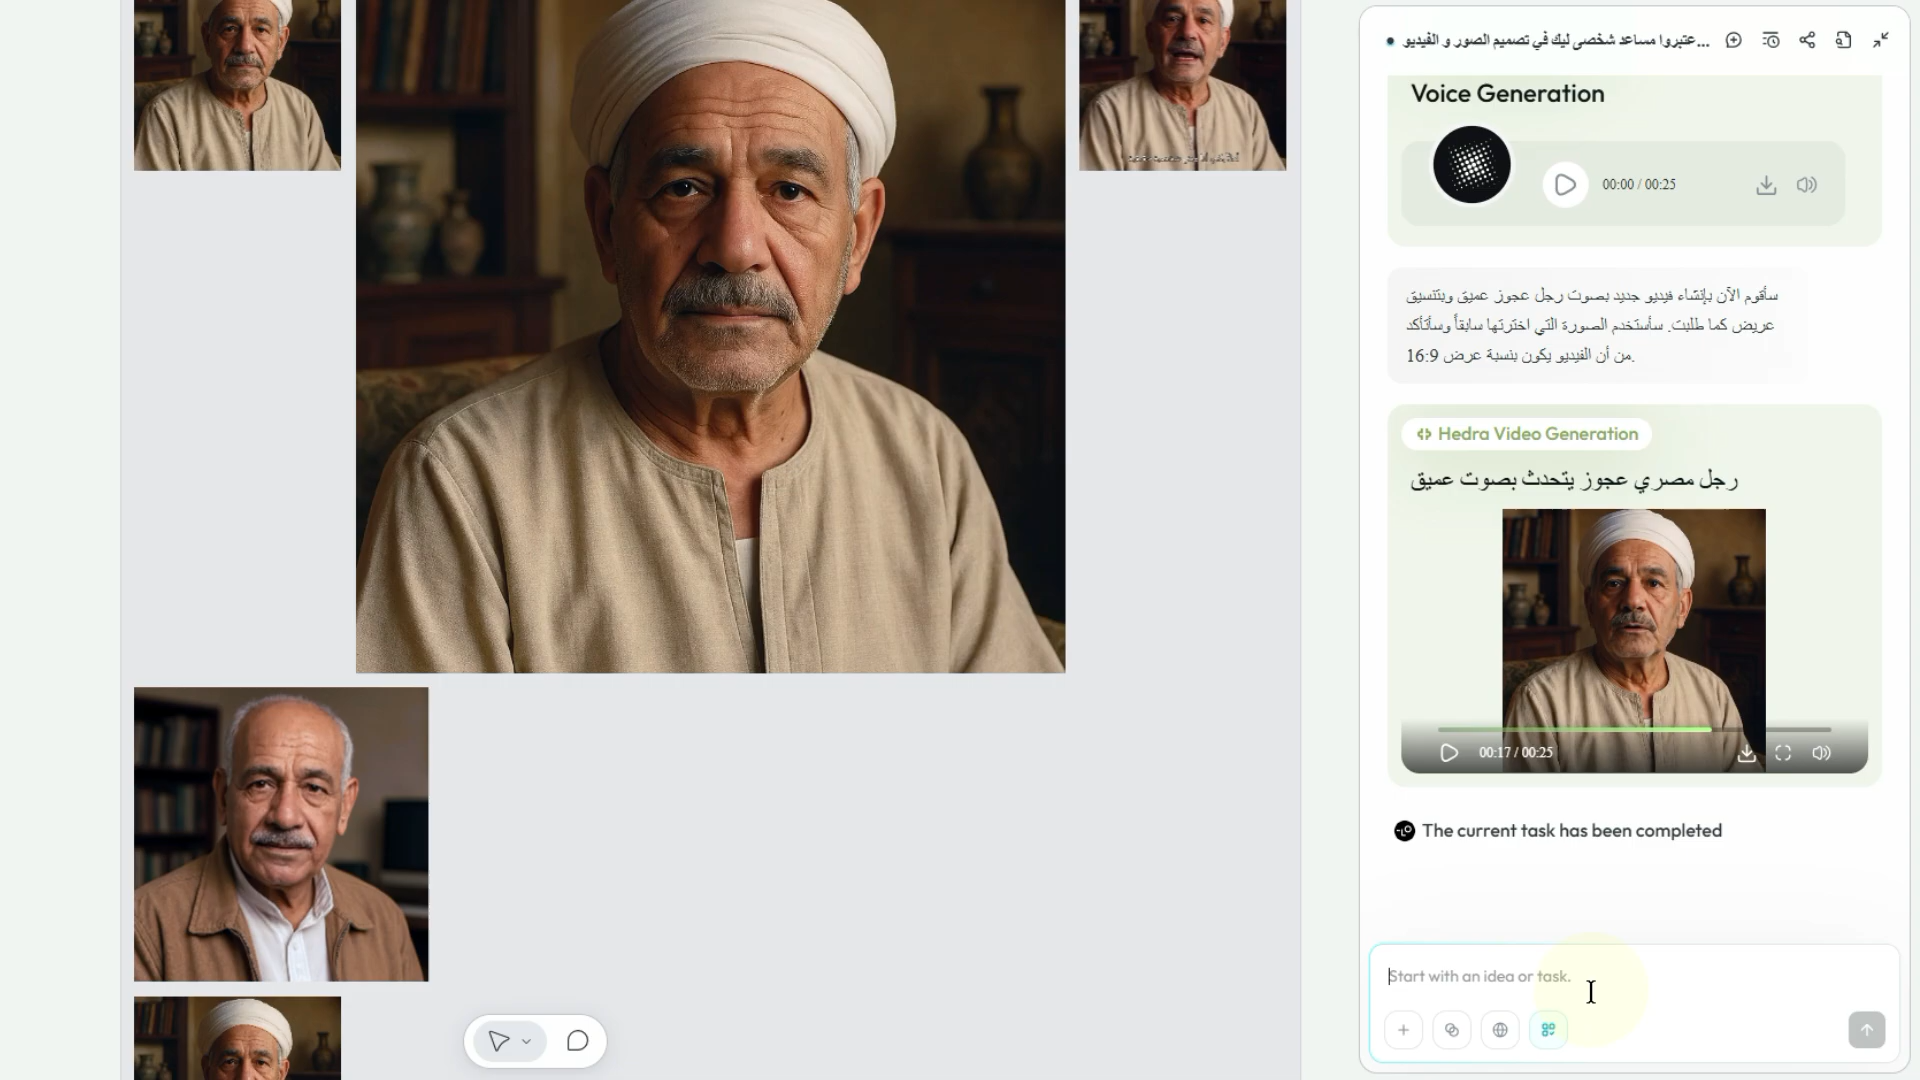 ...عتبروا مساعد شخصى ليك في تصميم الصور و الفيديو
Voice Generation
00:00 / 00:25
سأقوم الآن بإنشاء فيديو جديد بصوت رجل عجوز عميق وبتنسيق
عريض كما طلبت. سأستخدم الصورة التي اخترتها سابقاً وسأتأكد
من أن الفيديو يكون بنسبة عرض 16:9.
Hedra Video Generation
رجل مصري عجوز يتحدث بصوت عميق
00:17 / 00:25
The current task has been completed
Start with an idea or task.